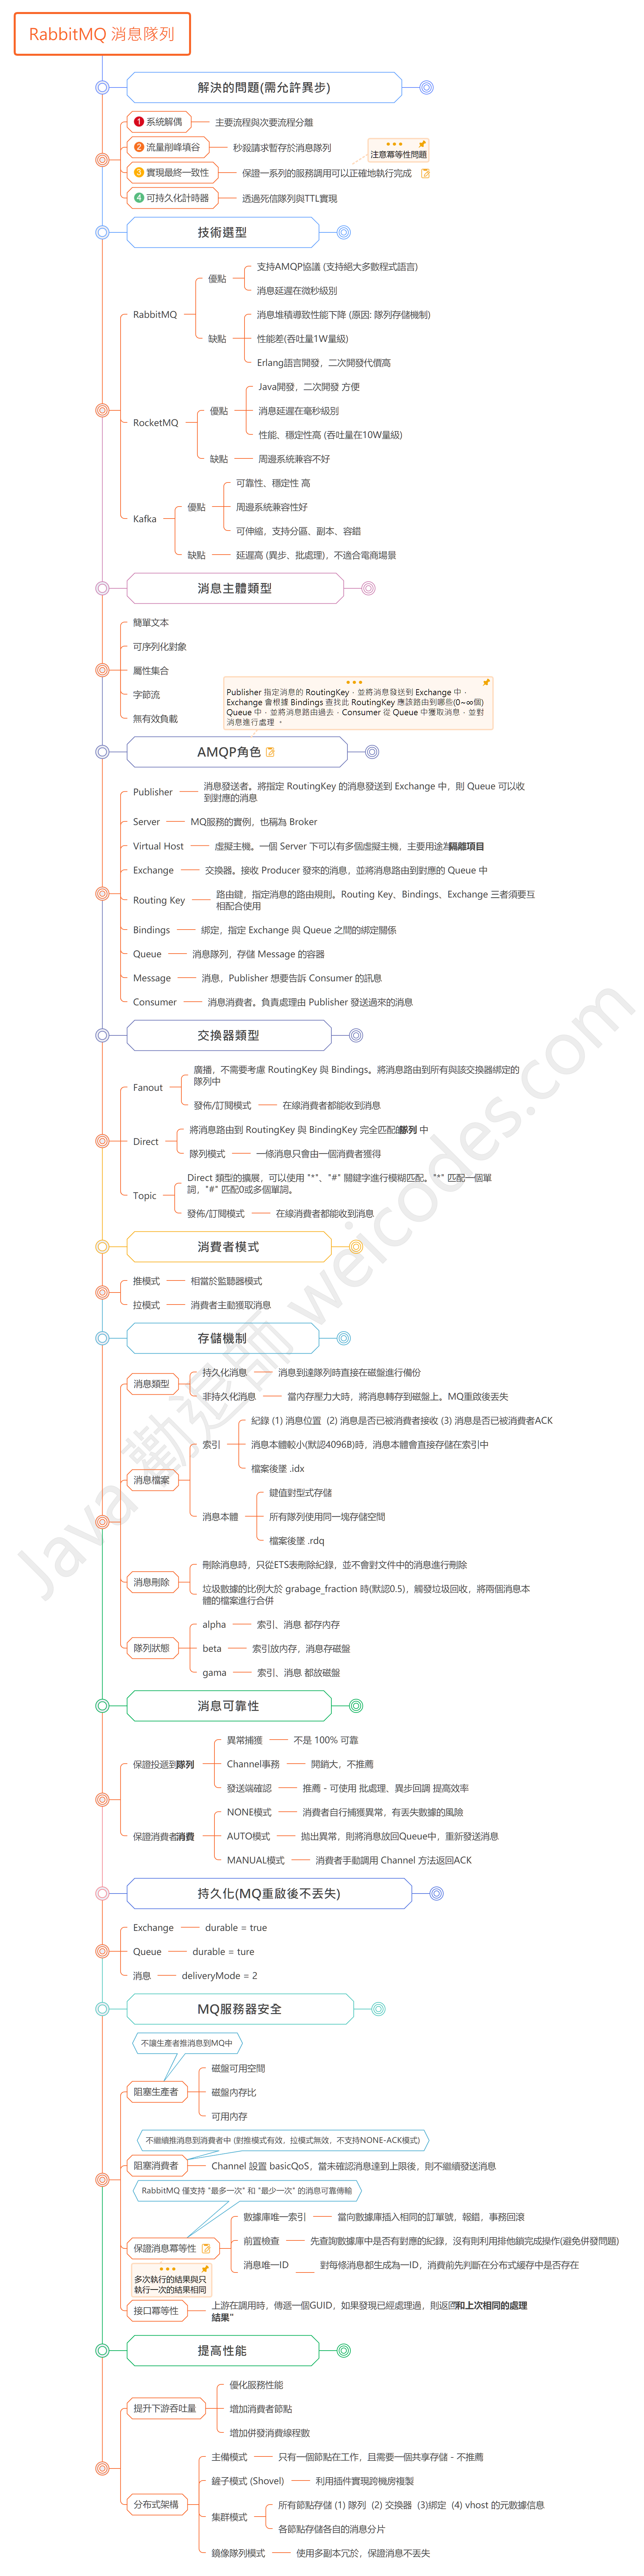 RabbitMQ 消息隊列
解決的問題(需允許異步)
1 系統解偶
主要流程與次要流程分離
2 流量削峰填谷
秒殺請求暫存於消息隊列
注意冪等性問題
3 實現最終一致性
保證一系列的服務調用可以正確地執行完成
4 可持久化計時器
透過死信隊列與TTL實現
技術選型
RabbitMQ
優點
支持AMQP協議 (支持絕大多數程式語言)
消息延遲在微秒級別
缺點
消息堆積導致性能下降 (原因: 隊列存儲機制)
性能差(吞吐量1W量級)
Erlang語言開發，二次開發代價高
RocketMQ
優點
Java開發，二次開發 方便
消息延遲在毫秒級別
性能、穩定性高 (吞吐量在10W量級)
缺點
周邊系統兼容不好
Kafka
優點
可靠性、穩定性 高
周邊系統兼容性好
可伸縮，支持分區、副本、容錯
缺點
延遲高 (異步、批處理)，不適合電商場景
消息主體類型
簡單文本
可序列化對象
屬性集合
字節流
無有效負載
Publisher 指定消息的 RoutingKey，並將消息發送到 Exchange 中，
Exchange 會根據 Bindings 查找此 RoutingKey 應該路由到哪些(0~∞個)
Queue 中，並將消息路由過去，Consumer 從 Queue 中獲取消息，並對
消息進行處理 。
AMQP角色
Publisher
消息發送者。將指定 RoutingKey 的消息發送到 Exchange 中，則 Queue 可以收
到對應的消息
Server
MQ服務的實例，也稱為 Broker
Virtual Host
虛擬主機。一個 Server 下可以有多個虛擬主機，主要用途為隔離項目
Exchange
交換器。接收 Producer 發來的消息，並將消息路由到對應的 Queue 中
Routing Key
路由鍵，指定消息的路由規則。Routing Key、Bindings、Exchange 三者須要互
相配合使用
Bindings
綁定，指定 Exchange 與 Queue 之間的綁定關係
Queue
消息隊列，存儲 Message 的容器
Message
消息，Publisher 想要告訴 Consumer 的訊息
Consumer
消息消費者。負責處理由 Publisher 發送過來的消息
交換器類型
Fanout
廣播，不需要考慮 RoutingKey 與 Bindings。將消息路由到所有與該交換器綁定的
隊列中
發佈/訂閱模式
在線消費者都能收到消息
Direct
將消息路由到 RoutingKey 與 BindingKey 完全匹配的隊列 中
隊列模式
一條消息只會由一個消費者獲得
Topic
Direct 類型的擴展，可以使用 "*"、"#" 關鍵字進行模糊匹配。"*" 匹配一個單
詞，"#" 匹配0或多個單詞。
發佈/訂閱模式
在線消費者都能收到消息
消費者模式
推模式
相當於監聽器模式
拉模式
消費者主動獲取消息
存儲機制
消息類型
持久化消息
消息到達隊列時直接在磁盤進行備份
非持久化消息
當內存壓力大時，將消息轉存到磁盤上。MQ重啟後丟失
消息檔案
索引
紀錄 (1) 消息位置  (2) 消息是否已被消費者接收 (3) 消息是否已被消費者ACK
消息本體較小(默認4096B)時，消息本體會直接存儲在索引中
檔案後墜 .idx
消息本體
鍵值對型式存儲
所有隊列使用同一塊存儲空間
檔案後墜 .rdq
消息刪除
刪除消息時，只從ETS表刪除紀錄，並不會對文件中的消息進行刪除
垃圾數據的比例大於 grabage_fraction 時(默認0.5)，觸發垃圾回收，將兩個消息本
體的檔案進行合併
隊列狀態
alpha
索引、消息 都存內存
beta
索引放內存，消息存磁盤
gama
索引、消息 都放磁盤
消息可靠性
保證投遞到隊列
異常捕獲
不是 100% 可靠
Channel事務
開銷大，不推薦
發送端確認
推薦 - 可使用 批處理、異步回調 提高效率
保證消費者消費
NONE模式
消費者自行捕獲異常，有丟失數據的風險
AUTO模式
拋出異常，則將消息放回Queue中，重新發送消息
MANUAL模式
消費者手動調用 Channel 方法返回ACK
持久化(MQ重啟後不丟失)
Exchange
durable = true
Queue
durable = ture
消息
deliveryMode = 2
MQ服務器安全
不讓生產者推消息到MQ中
阻塞生產者
磁盤可用空間
磁盤內存比
可用內存
不繼續推消息到消費者中 (對推模式有效，拉模式無效，不支持NONE-ACK模式)
阻塞消費者
Channel 設置 basicQoS，當未確認消息達到上限後，則不繼續發送消息
RabbitMQ 僅支持 "最多一次" 和 "最少一次" 的消息可靠傳輸
保證消息冪等性
數據庫唯一索引
當向數據庫插入相同的訂單號，報錯，事務回滾
前置檢查
先查詢數據庫中是否有對應的紀錄，沒有則利用排他鎖完成操作(避免併發問題)
消息唯一ID
對每條消息都生成為一ID，消費前先判斷在分布式緩存中是否存在
多次執行的結果與只
執行一次的結果相同
接口冪等性
上游在調用時，傳遞一個GUID，如果發現已經處理過，則返回"和上次相同的處理
結果"
提高性能
提升下游吞吐量
優化服務性能
增加消費者節點
增加併發消費線程數
分布式架構
主備模式
只有一個節點在工作，且需要一個共享存儲 - 不推薦
鏟子模式 (Shovel)
利用插件實現跨機房複製
集群模式
所有節點存儲 (1) 隊列  (2) 交換器  (3)綁定  (4) vhost 的元數據信息
各節點存儲各自的消息分片
鏡像隊列模式
使用多副本冗於，保證消息不丟失
Java 勸退師 weicodes.com